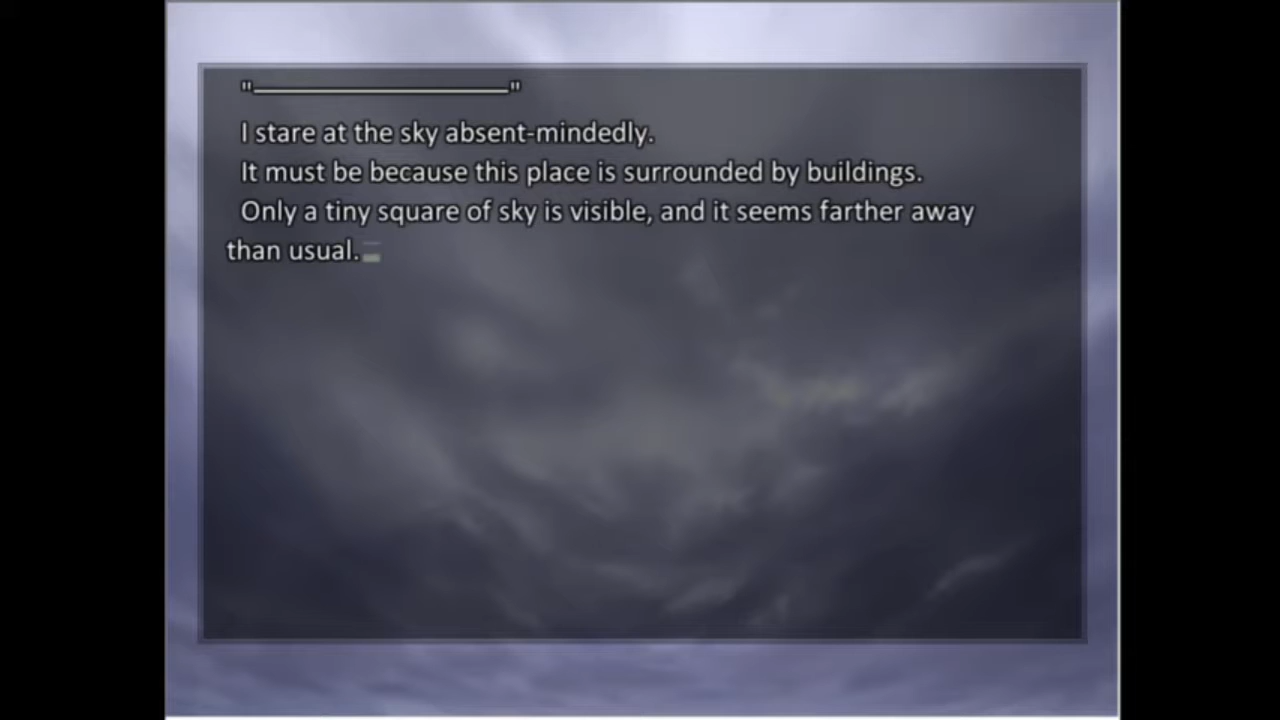 "――――――――――"
I stare at the sky absent-mindedly.
It must be because this place is surrounded by buildings.
Only a tiny square of sky is visible, and it seems farther away
than usual.